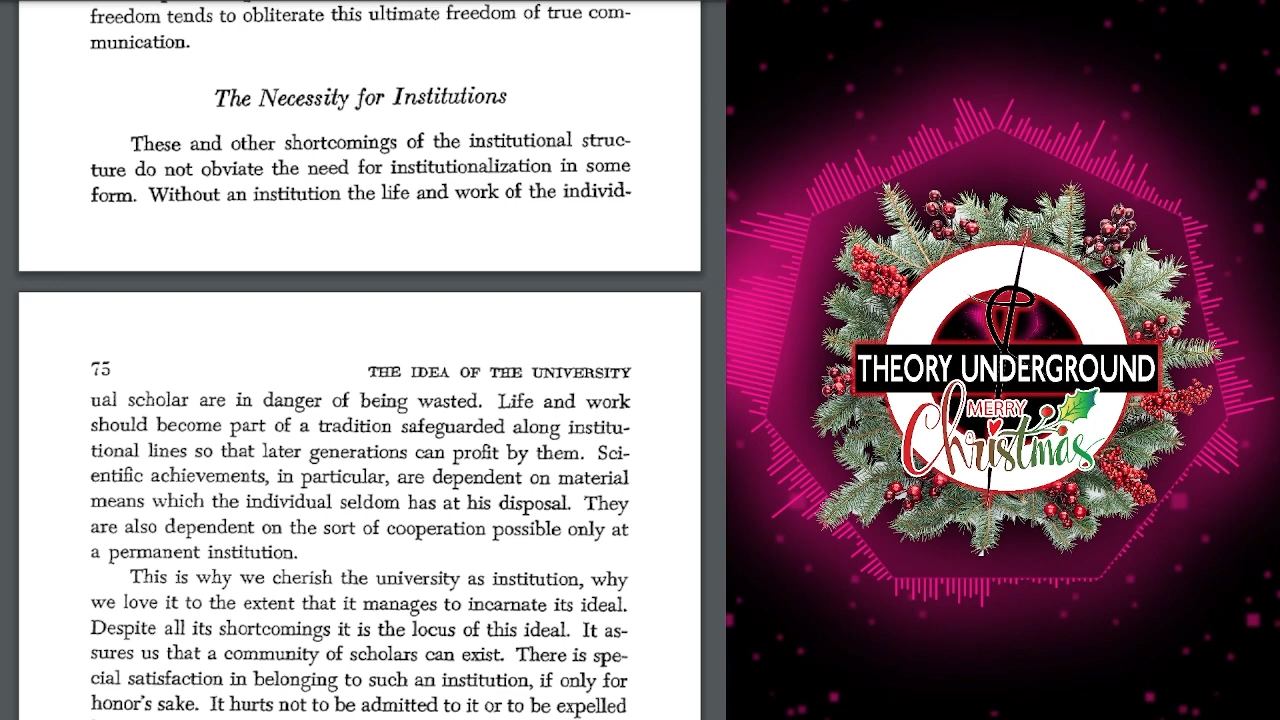 freedom tends to obliterate this ultimate freedom of true com-
munication.
The Necessity for Institutions
These and other shortcomings of the institutional struc-
ture do not obviate the need for institutionalization in some
form. Without an institution the life and work of the individ-
75 THE IDEA OF THE UNIVERSITY
ual scholar are in danger of being wasted. Life and work
should become part of a tradition safeguarded along institu-
tional lines so that later generations can profit by them. Sci-
entific achievements, in particular, are dependent on material
means which the individual seldom has at his disposal. They
are also dependent on the sort of cooperation possible only at
a permanent institution.
This is why we cherish the university as institution, why
we love it to the extent that it manages to incarnate its ideal.
Despite all its shortcomings it is the locus of this ideal. It as-
sures us that a community of scholars can exist. There is spe-
cial satisfaction in belonging to such an institution, if only for
honor's sake. It hurts not to be admitted to it or to be expelled
THEORY UNDERGROUND
MERRY
Christmas